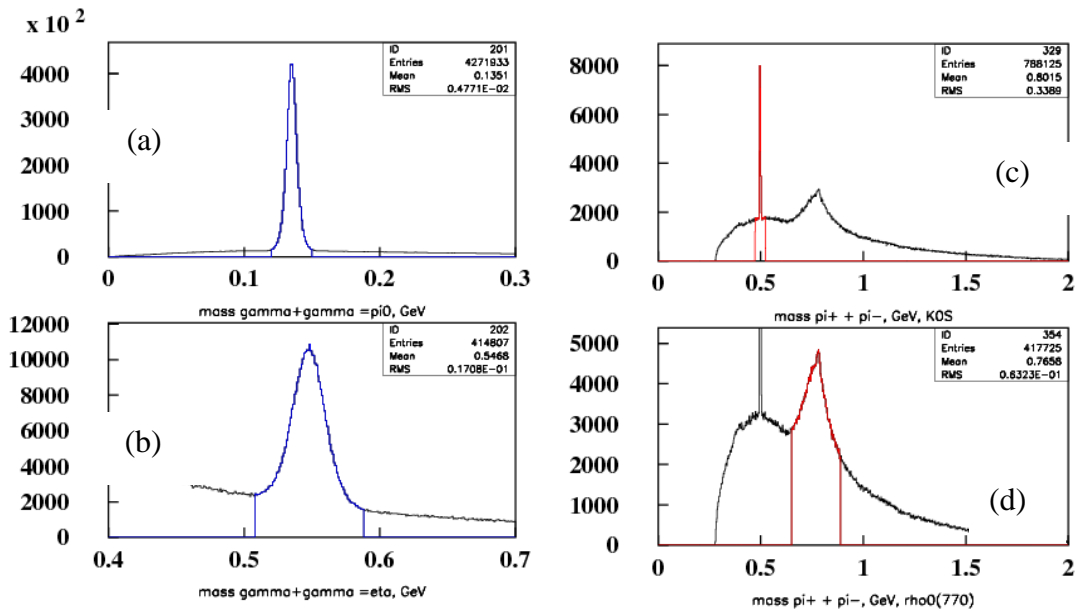 x 10²
4000
3000
2000
1000
0
(a)
ID 201
Entries 4271933
Mean 0.1351
RMS 0.4771E-02
0 0.1 0.2 0.3
mass gamma+gamma =pi0, GeV
12000
10000
8000
6000
4000
2000
0
(b)
ID 202
Entries 414807
Mean 0.5468
RMS 0.1708E-01
0.4 0.5 0.6 0.7
mass gamma+gamma =eta, GeV
8000
6000
4000
2000
0
(c)
ID 329
Entries 788125
Mean 0.8015
RMS 0.3389
0 0.5 1 1.5 2
mass pi+ + pi-, GeV, K0S
5000
4000
3000
2000
1000
0
(d)
ID 354
Entries 417725
Mean 0.7658
RMS 0.6323E-01
0 0.5 1 1.5 2
mass pi+ + pi-, GeV, rho0(770)